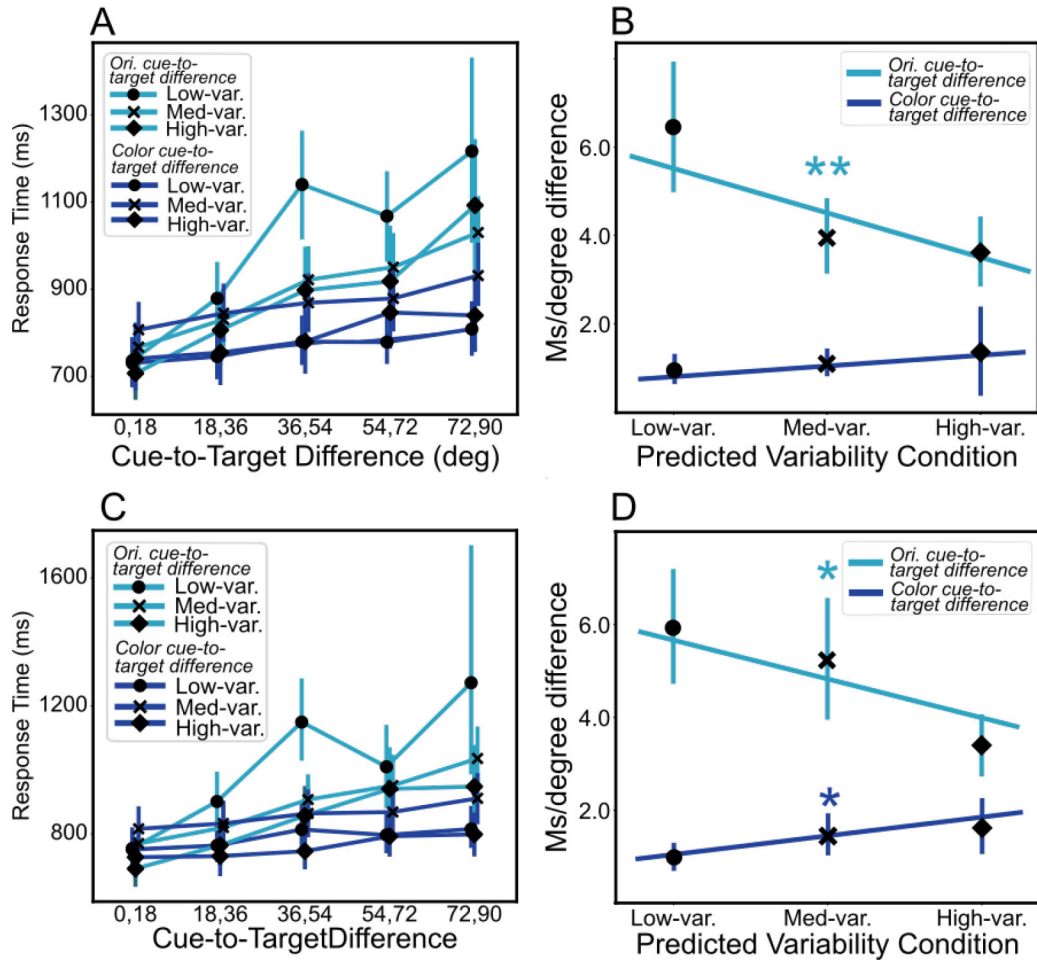 A
Response Time (ms)
1300
1100
900
700
Ori. cue-to-
target difference
Low-var.
Med-var.
High-var.
Color cue-to-
target difference
Low-var.
Med-var.
High-var.
0,18 18,36 36,54 54,72 72,90
Cue-to-Target Difference (deg)
B
Ms/degree difference
6.0
4.0
2.0
Ori. cue-to-
target difference
Color cue-to-
target difference
**
Low-var. Med-var. High-var.
Predicted Variability Condition
C
Response Time (ms)
1600
1200
800
Ori. cue-to-
target difference
Low-var.
Med-var.
High-var.
Color cue-to-
target difference
Low-var.
Med-var.
High-var.
0,18 18,36 36,54 54,72 72,90
Cue-to-TargetDifference
D
Ms/degree difference
6.0
4.0
2.0
Ori. cue-to-
target difference
Color cue-to-
target difference
*
*
Low-var. Med-var. High-var.
Predicted Variability Condition